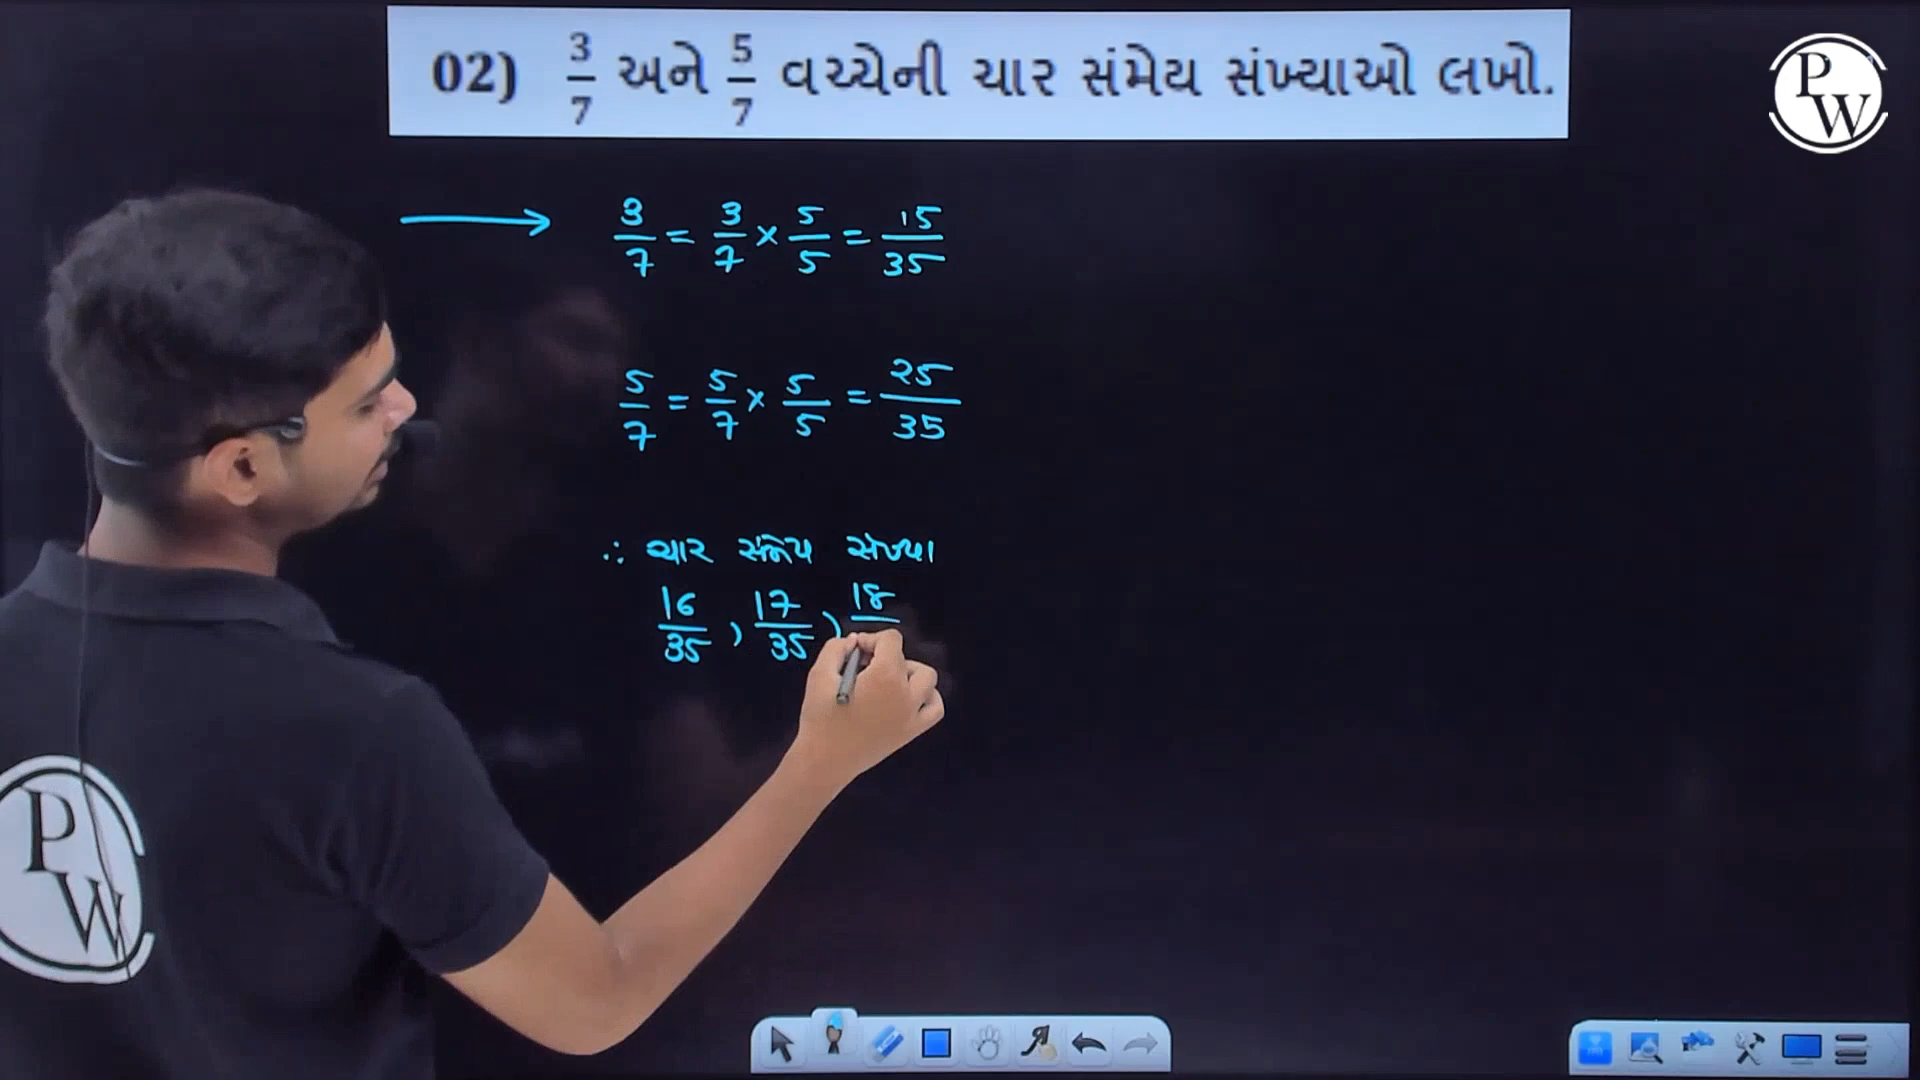 02) 3/7 અને 5/7 વચ્ચેની ચાર સંમેય સંખ્યાઓ લખો.
PW
3/7 = 3/7 × 5/5 = 15/35
5/7 = 5/7 × 5/5 = 25/35
∴ ચાર સંમેય સંખ્યા
16/35 , 17/35 , 18
PW